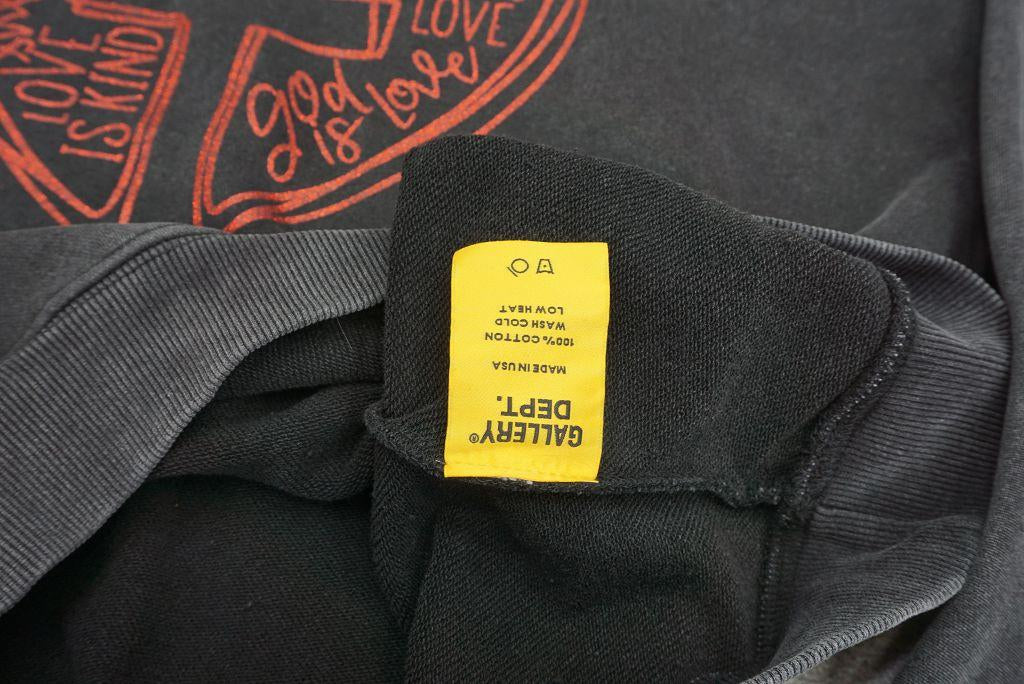 LOVE
IS KIND
LOVE
god
is
Love
GALLERY®
DEPT.
MADE IN USA
100% COTTON
WASH COLD
LOW HEAT